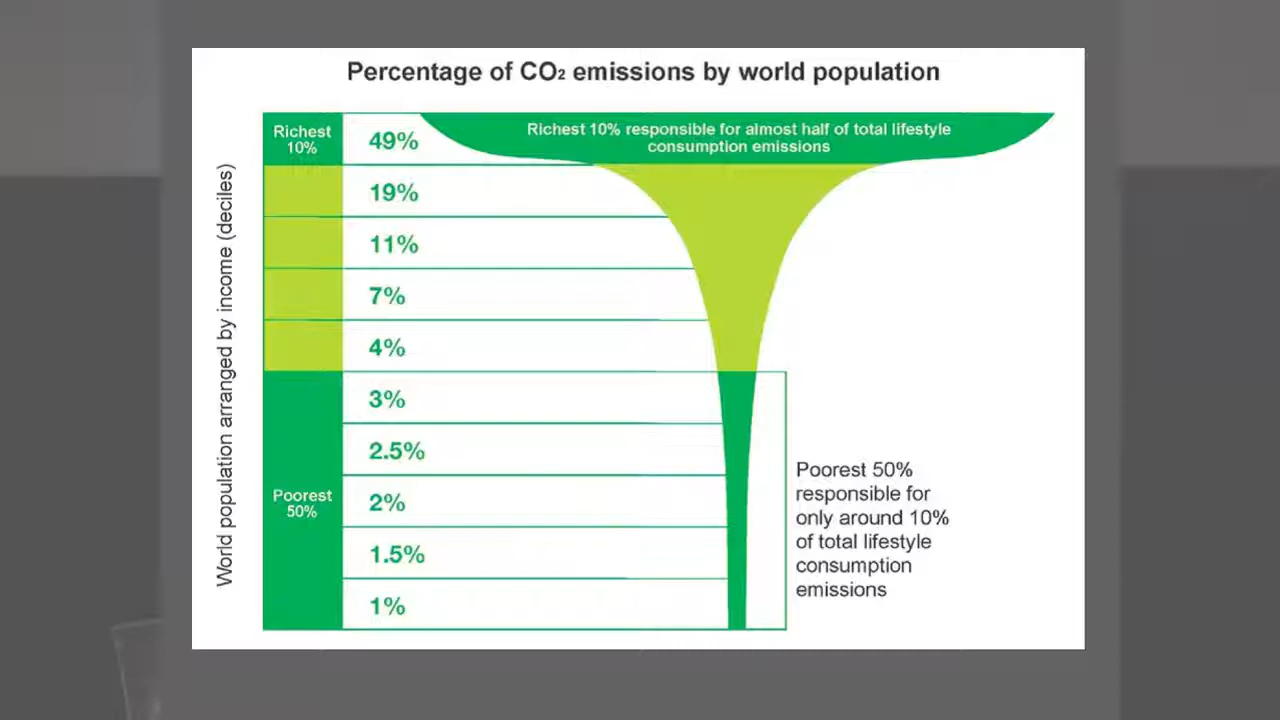 Percentage of CO₂ emissions by world population
World population arranged by income (deciles)
Richest
10%
49%
Richest 10% responsible for almost half of total lifestyle
consumption emissions
19%
11%
7%
4%
Poorest
50%
3%
2.5%
2%
1.5%
1%
Poorest 50%
responsible for
only around 10%
of total lifestyle
consumption
emissions